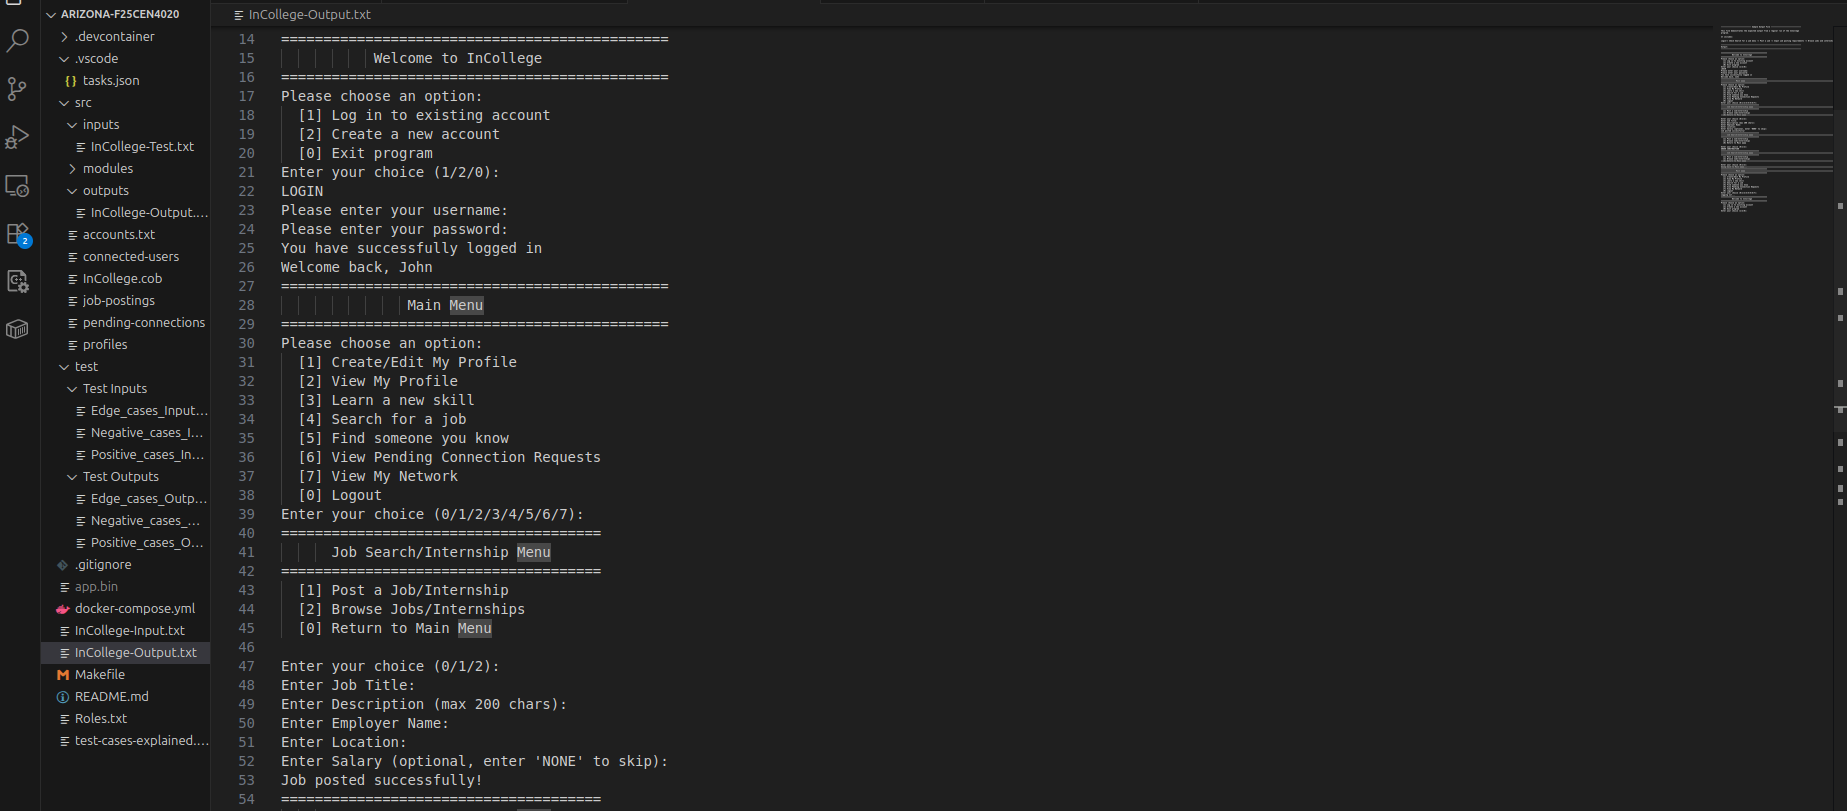 ARIZONA-F25CEN4020
.devcontainer
.vscode
tasks.json
src
inputs
InCollege-Test.txt
modules
outputs
InCollege-Output....
accounts.txt
connected-users
InCollege.cob
job-postings
pending-connections
profiles
test
Test Inputs
Edge_cases_Input...
Negative_cases_I...
Positive_cases_In...
Test Outputs
Edge_cases_Outp...
Negative_cases_...
Positive_cases_O...
.gitignore
app.bin
docker-compose.yml
InCollege-Input.txt
InCollege-Output.txt
Makefile
README.md
Roles.txt
test-cases-explained....
2
InCollege-Output.txt
14 ==============================================
15 Welcome to InCollege
16 ==============================================
17 Please choose an option:
18 [1] Log in to existing account
19 [2] Create a new account
20 [0] Exit program
21 Enter your choice (1/2/0):
22 LOGIN
23 Please enter your username:
24 Please enter your password:
25 You have successfully logged in
26 Welcome back, John
27 ==============================================
28 Main Menu
29 ==============================================
30 Please choose an option:
31 [1] Create/Edit My Profile
32 [2] View My Profile
33 [3] Learn a new skill
34 [4] Search for a job
35 [5] Find someone you know
36 [6] View Pending Connection Requests
37 [7] View My Network
38 [0] Logout
39 Enter your choice (0/1/2/3/4/5/6/7):
40 ======================================
41 Job Search/Internship Menu
42 ======================================
43 [1] Post a Job/Internship
44 [2] Browse Jobs/Internships
45 [0] Return to Main Menu
46
47 Enter your choice (0/1/2):
48 Enter Job Title:
49 Enter Description (max 200 chars):
50 Enter Employer Name:
51 Enter Location:
52 Enter Salary (optional, enter 'NONE' to skip):
53 Job posted successfully!
54 ======================================